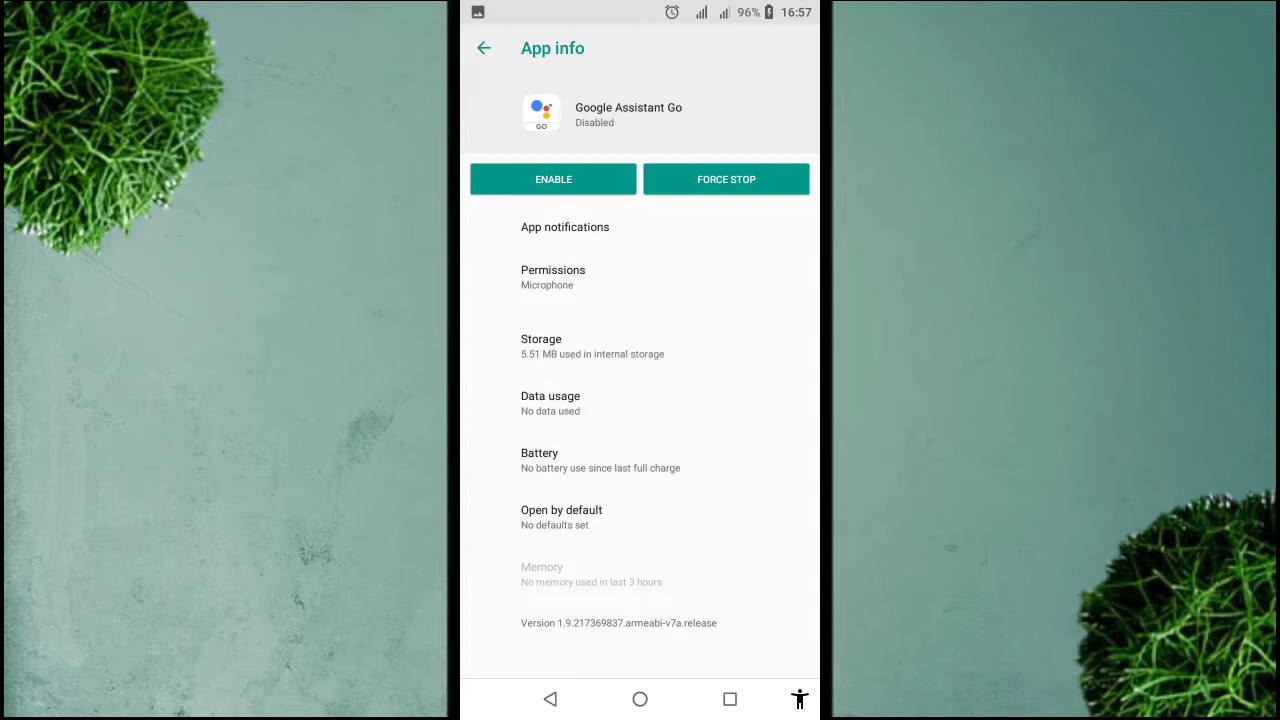 96% 16:57
App info
GO
Google Assistant Go
Disabled
ENABLE FORCE STOP
App notifications
Permissions
Microphone
Storage
5.51 MB used in internal storage
Data usage
No data used
Battery
No battery use since last full charge
Open by default
No defaults set
Memory
No memory used in last 3 hours
Version 1.9.217369837.armeabi-v7a.release